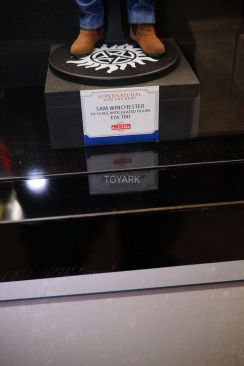 SUPERNATURAL
SAM WINCHESTER
1:6 SCALE ARTICULATED FIGURE
ETA: TBD
TOYARK